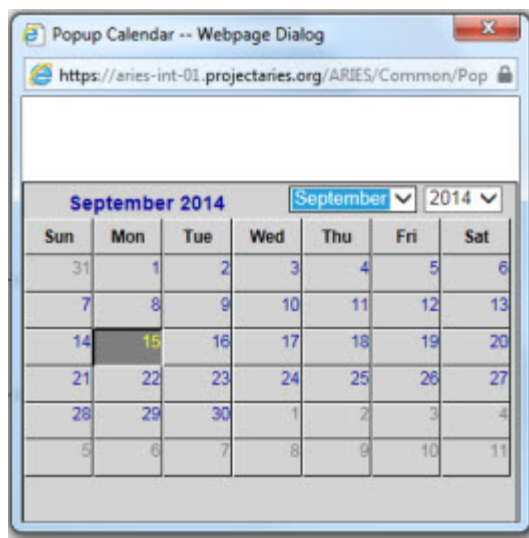 Popup Calendar -- Webpage Dialog
x
https://aries-int-01.projectaries.org/ARIES/Common/Pop
September 2014 September 2014
Sun Mon Tue Wed Thu Fri Sat
31 1 2 3 4 5 6
7 8 9 10 11 12 13
14 15 16 17 18 19 20
21 22 23 24 25 26 27
28 29 30 1 2 3 4
5 6 7 8 9 10 11